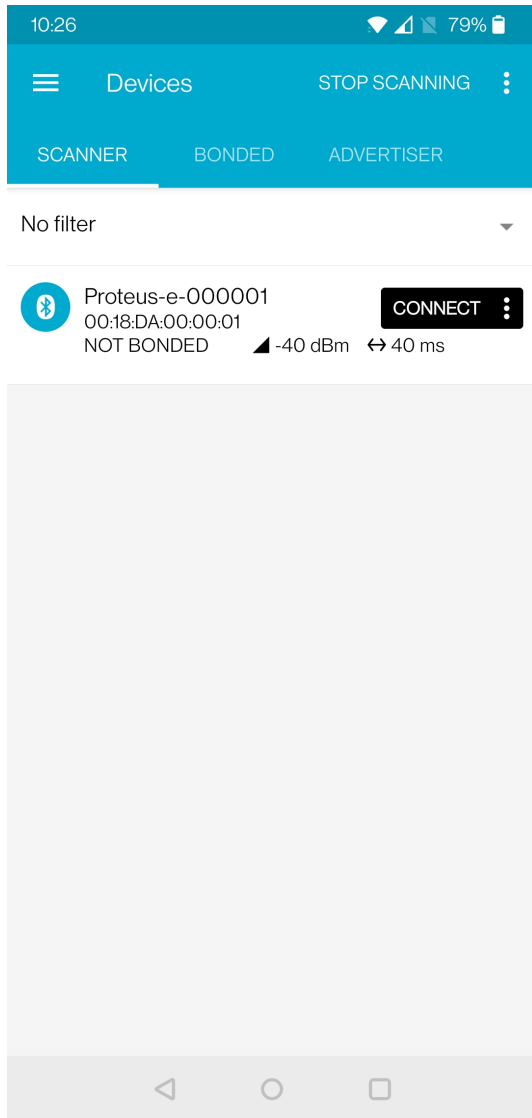 10:26 79%
Devices STOP SCANNING
SCANNER BONDED ADVERTISER
No filter
Proteus-e-000001
CONNECT
00:18:DA:00:00:01
NOT BONDED -40 dBm ↔ 40 ms